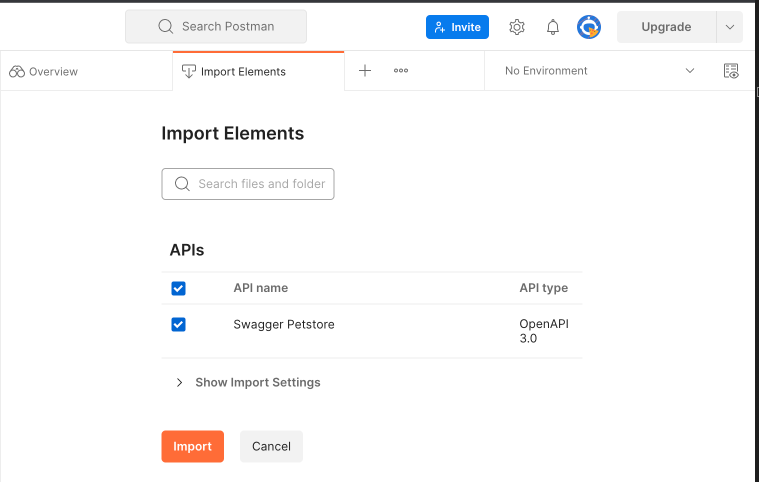 Search Postman
Invite
Upgrade
Overview
Import Elements
No Environment
Import Elements
Search files and folder
APIs
API name API type
Swagger Petstore OpenAPI
3.0
Show Import Settings
Import Cancel